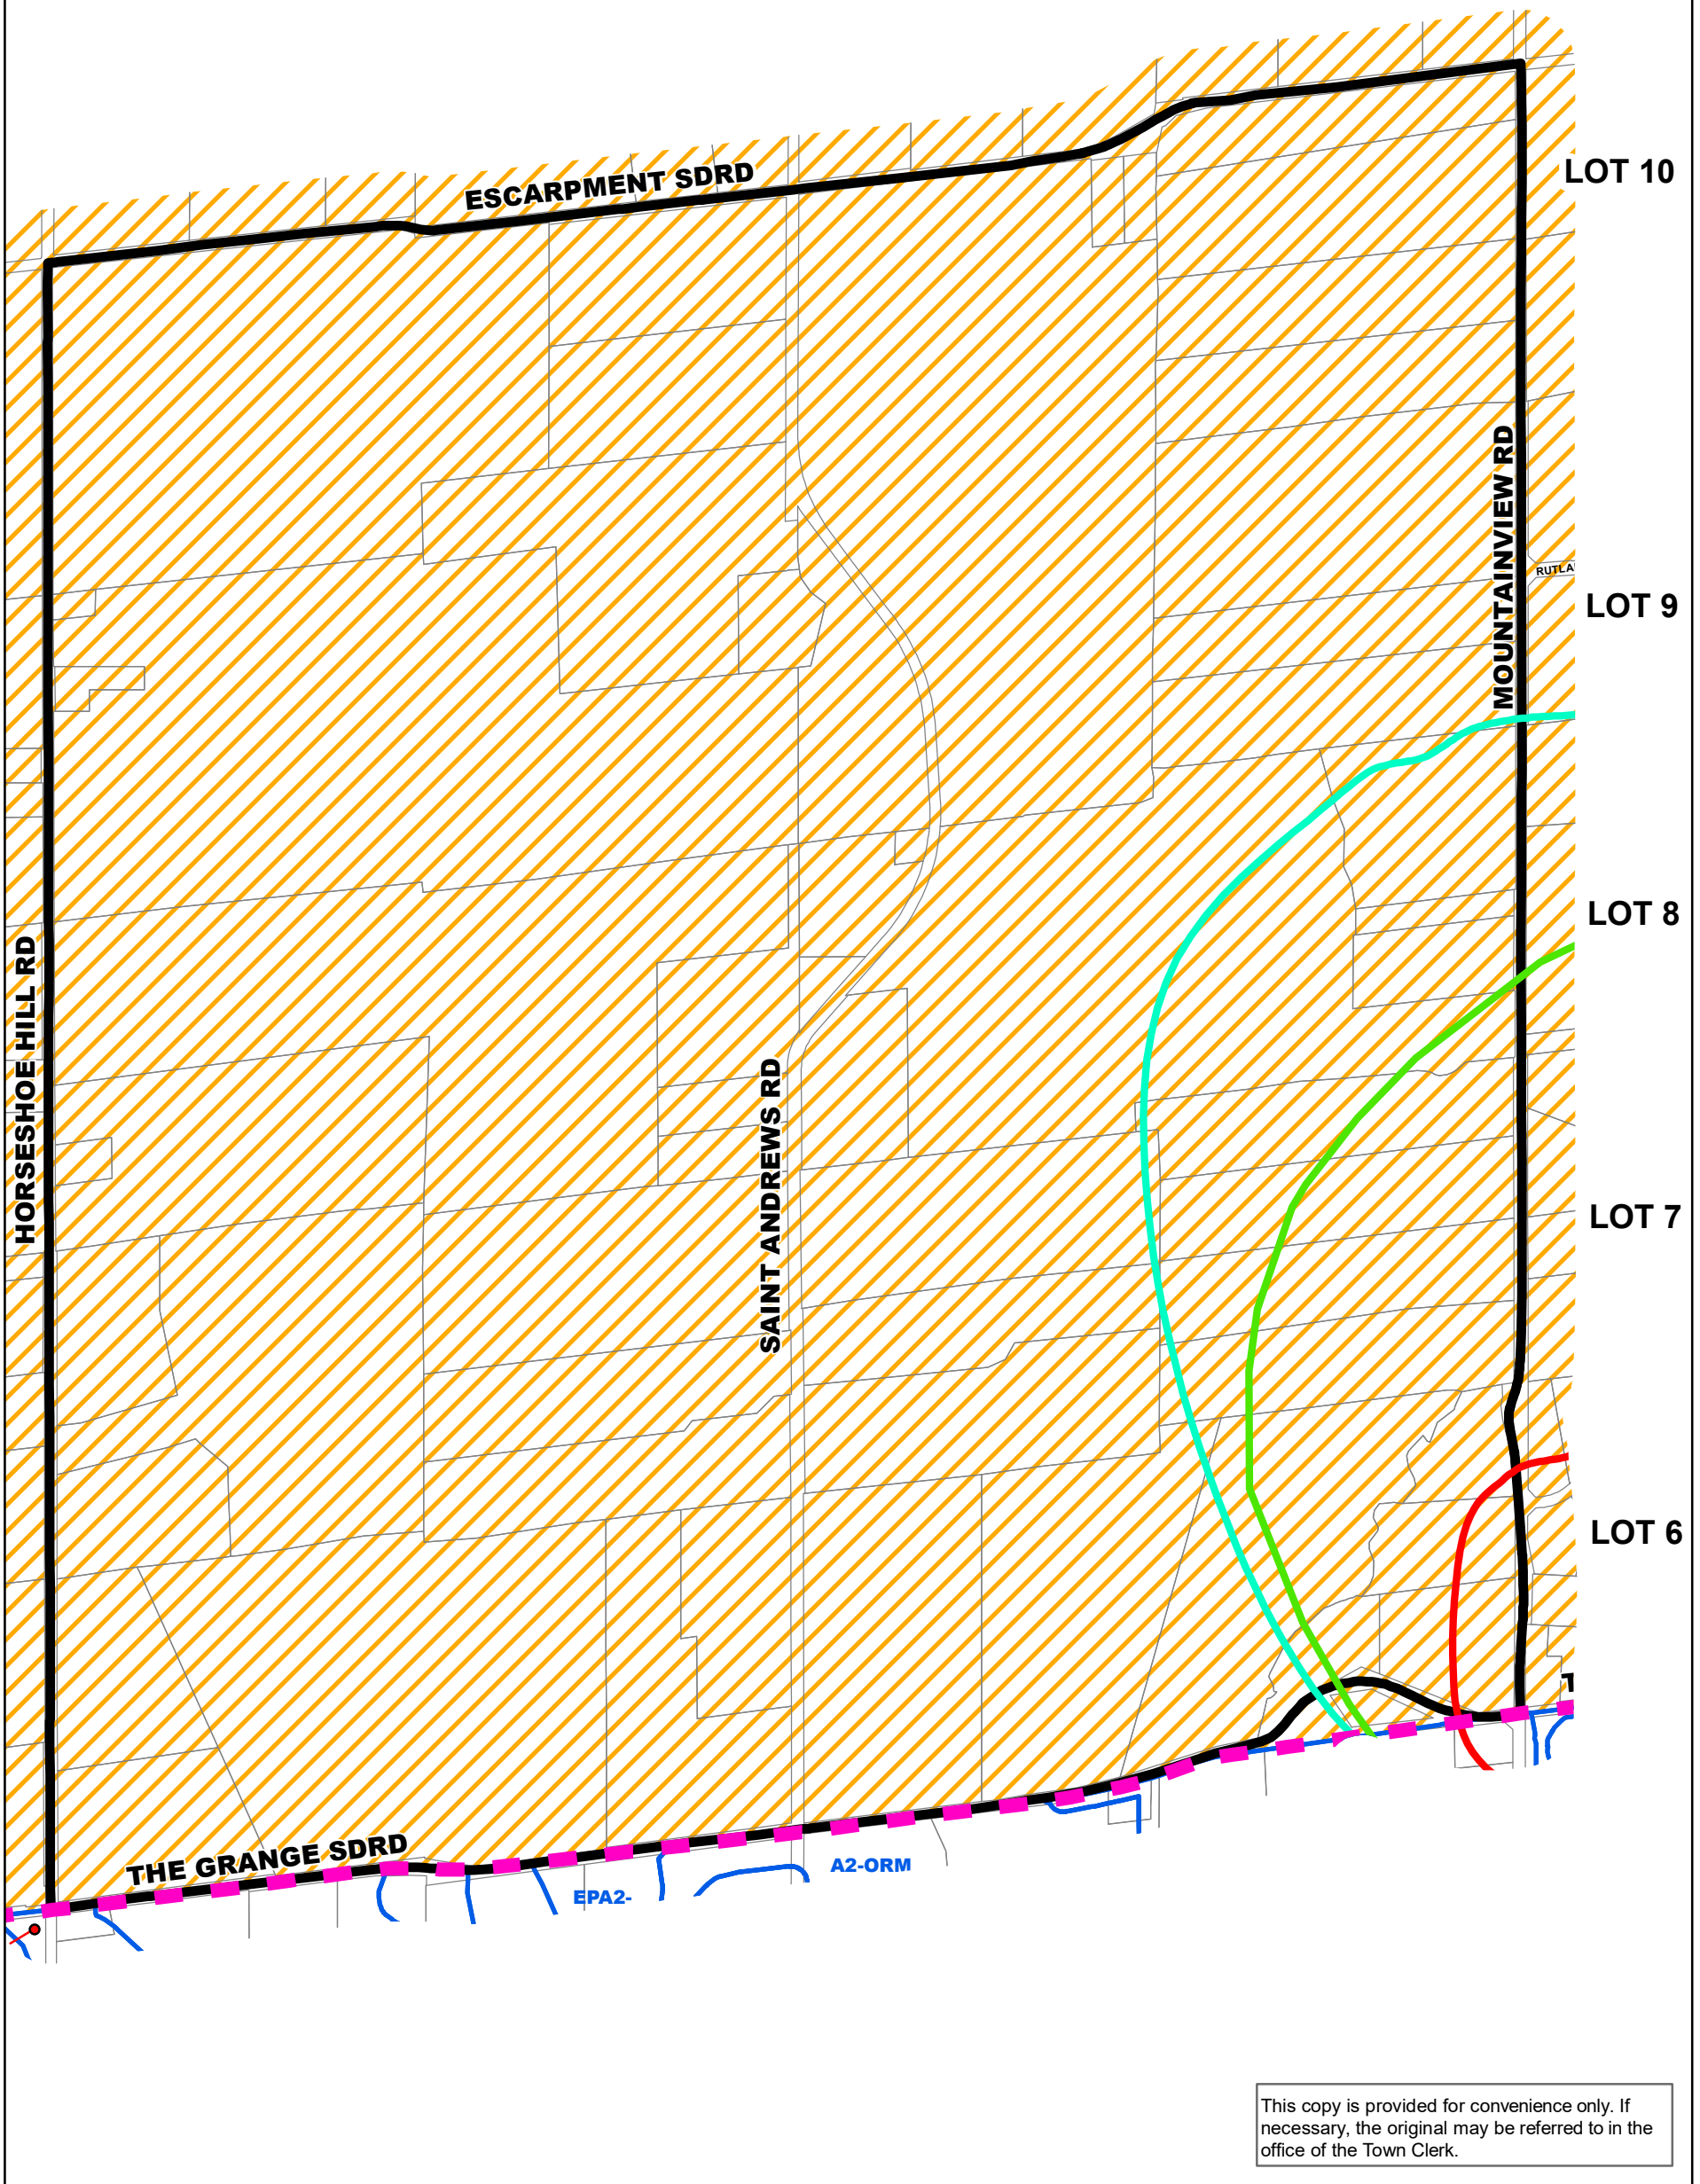 ESCARPMENT SDRD
LOT 10
MOUNTAINVIEW RD
RUTLA
LOT 9
LOT 8
HORSESHOE HILL RD
SAINT ANDREWS RD
LOT 7
LOT 6
T
THE GRANGE SDRD
A2-ORM
EPA2-
This copy is provided for convenience only. If
necessary, the original may be referred to in the
office of the Town Clerk.